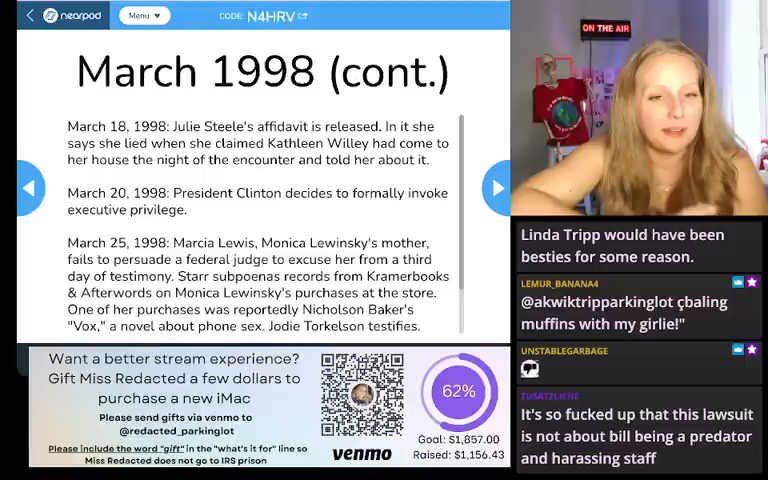 nearpod
Menu
CODE: N4HRV
ON THE AIR
March 1998 (cont.)
March 18, 1998: Julie Steele's affidavit is released. In it she
says she lied when she claimed Kathleen Willey had come to
her house the night of the encounter and told her about it.
March 20, 1998: President Clinton decides to formally invoke
executive privilege.
March 25, 1998: Marcia Lewis, Monica Lewinsky's mother,
fails to persuade a federal judge to excuse her from a third
day of testimony. Starr subpoenas records from Kramerbooks
& Afterwords on Monica Lewinsky's purchases at the store.
One of her purchases was reportedly Nicholson Baker's
"Vox," a novel about phone sex. Jodie Torkelson testifies.
Want a better stream experience?
Gift Miss Redacted a few dollars to
purchase a new iMac
Please send gifts via venmo to
@redacted_parkinglot
Please include the word "gift" in the "what's it for" line so
Miss Redacted does not go to IRS prison
venmo
62%
Goal: $1,857.00
Raised: $1,156.43
Linda Tripp would have been
besties for some reason.
LEMUR_BANANA4
@akwiktripparkinglot çbaling
muffins with my girlie!"
UNSTABLEGARBAGE
ZUSATZLICHE
It's so fucked up that this lawsuit
is not about bill being a predator
and harassing staff